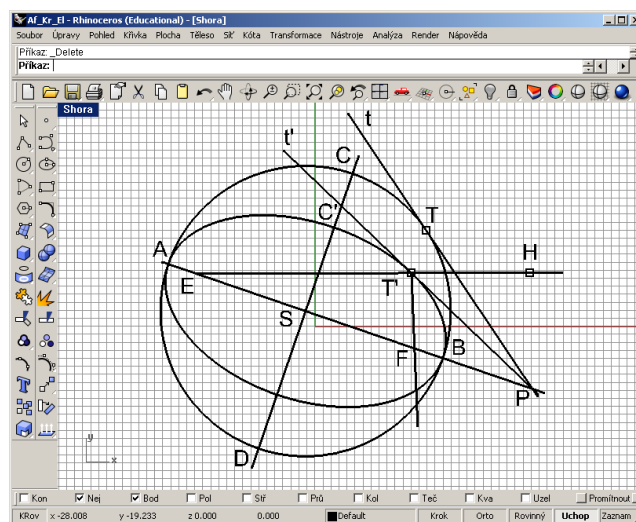 Af_Kr_El - Rhinoceros (Educational) - [Shora]
Soubor Úpravy Pohled Křivka Plocha Těleso Síť Kóta Transformace Nástroje Analýza Render Nápověda
Příkaz: _Delete
Příkaz:
Shora
t
t'
C
C'
T
A
H
E
T'
S
F
B
P
D
y
x
Kon Nej Bod Pol Stř Prů Kol Teč Kva Uzel Promítnout
KRov x -28.008 y -19.233 z 0.000 0.000 Default Krok Orto Rovinný Uchop Záznam